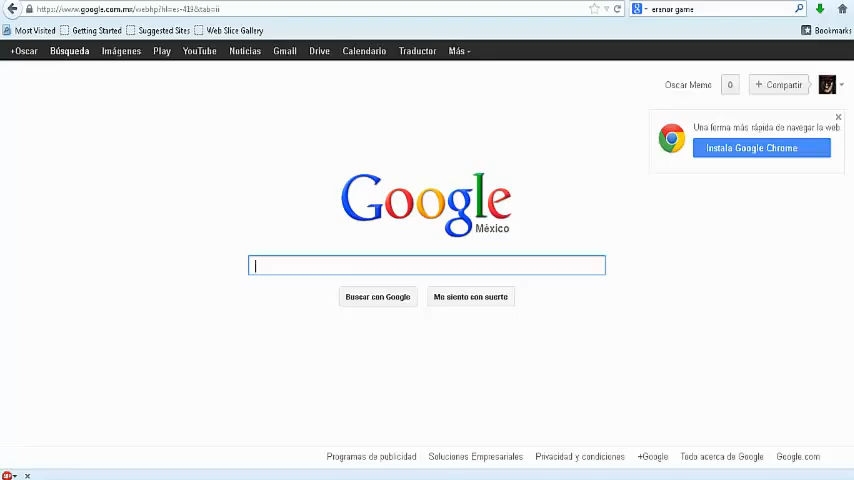 https://www.google.com.mx/webhp?hl=es-419&tab=ii
eranor game
Most Visited Getting Started Suggested Sites Web Slice Gallery Bookmarks
+Oscar Búsqueda Imágenes Play YouTube Noticias Gmail Drive Calendario Traductor Más
Oscar Memo 0 + Compartir
Una forma más rápida de navegar la web
Instala Google Chrome
Google
México
Buscar con Google Me siento con suerte
Programas de publicidad Soluciones Empresariales Privacidad y condiciones +Google Todo acerca de Google Google.com